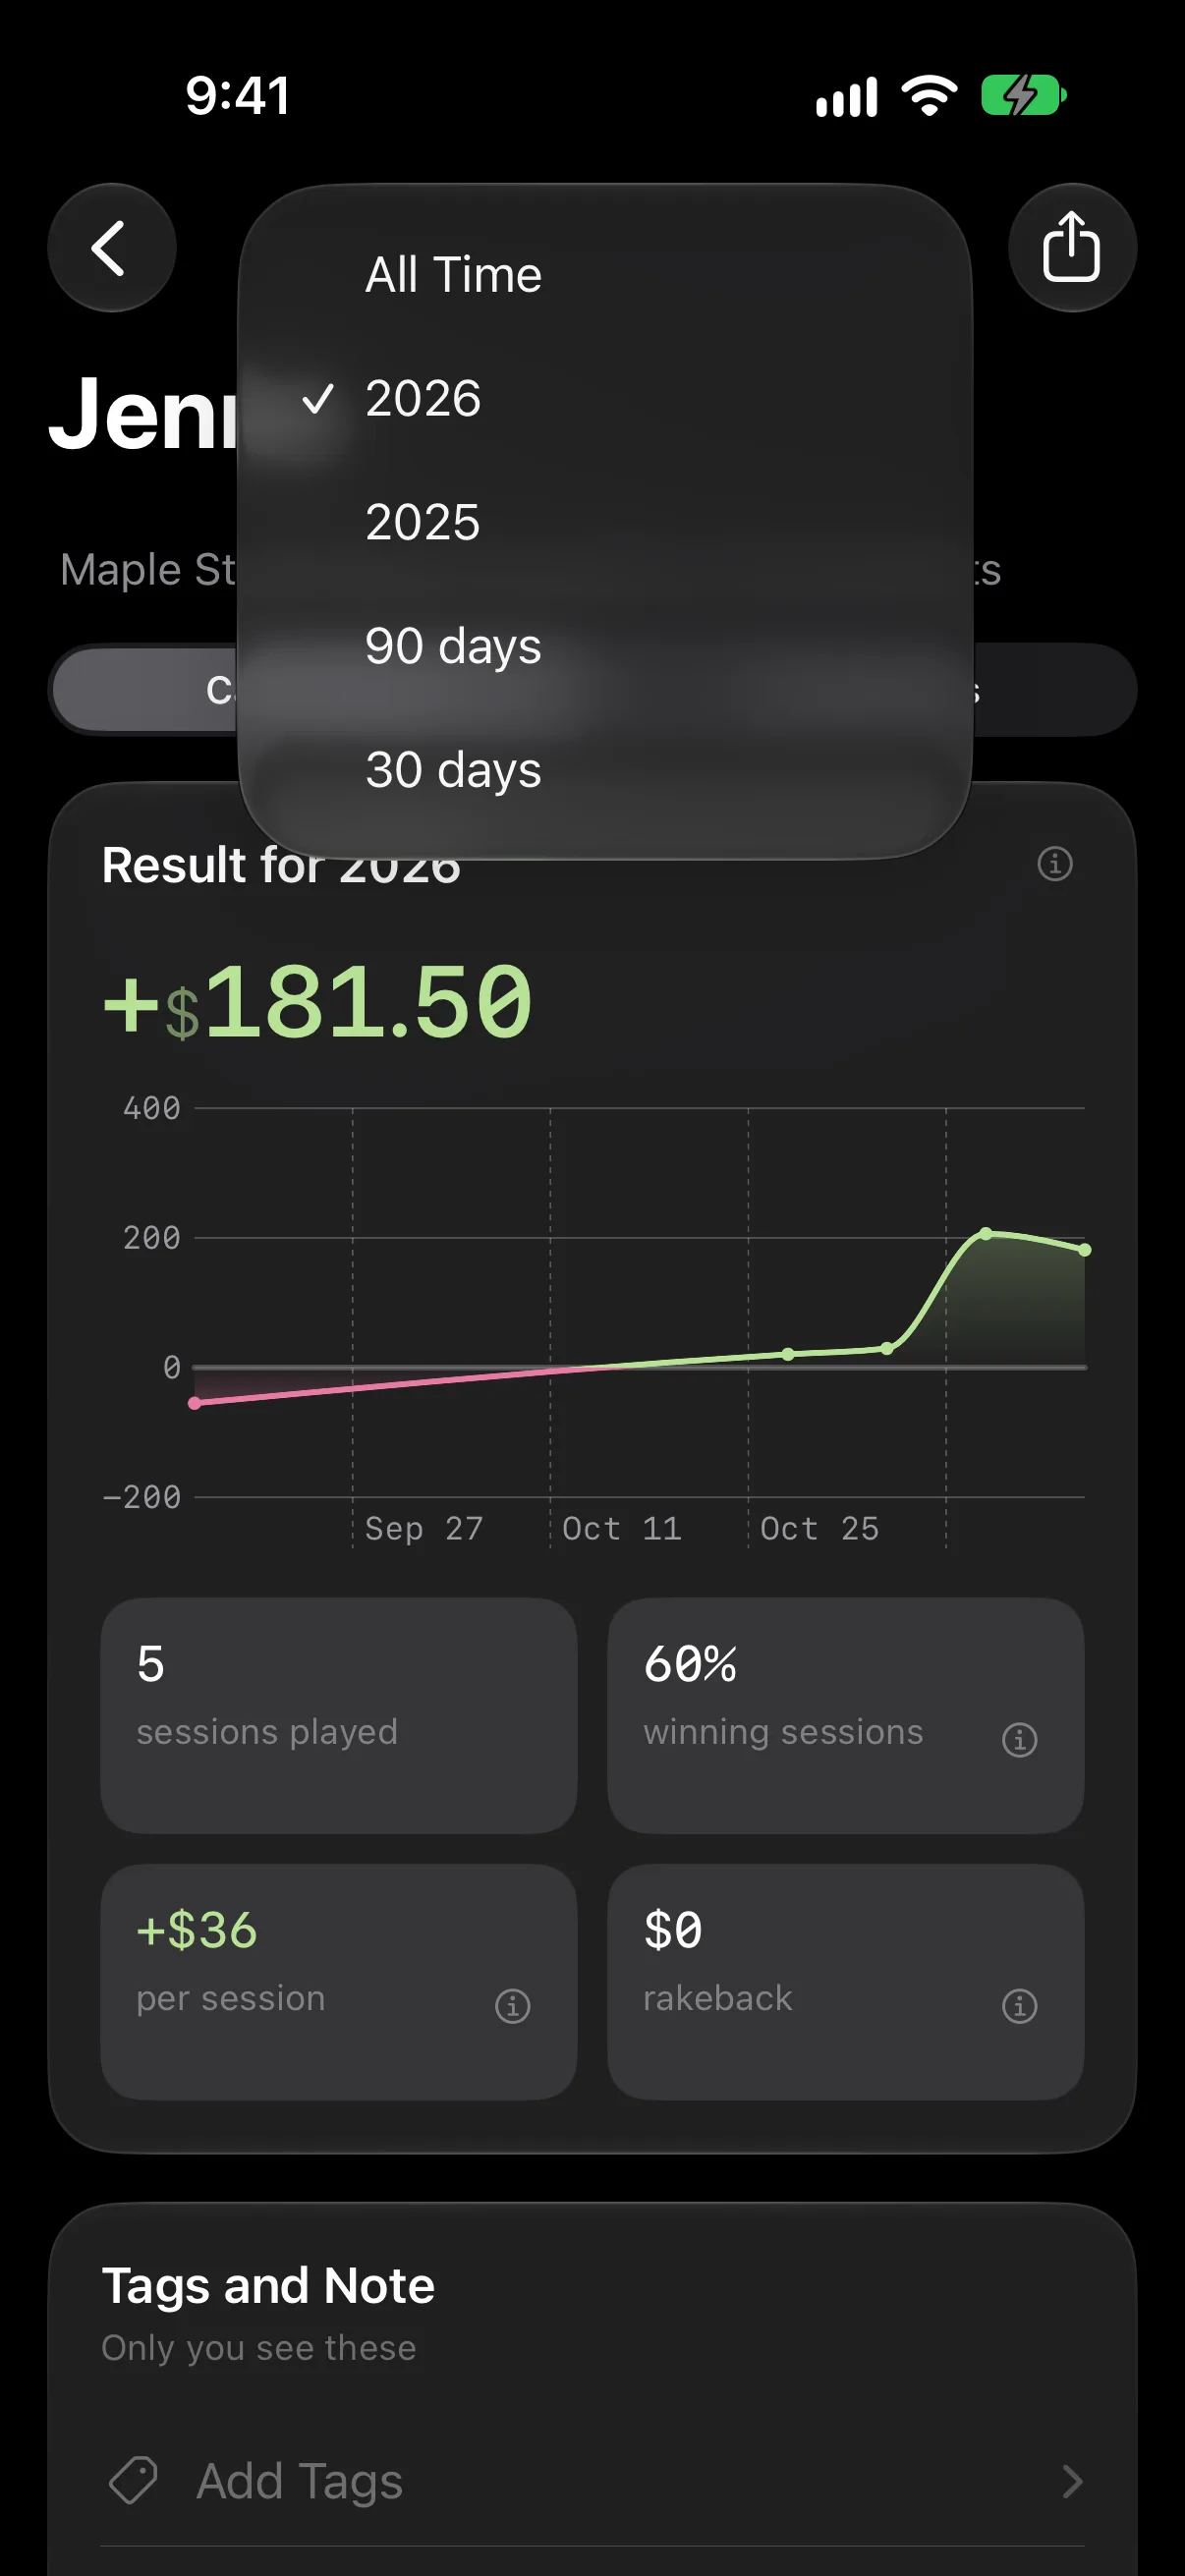 9:41
All Time
2026
2025
90 days
30 days
Maple St
ts
Result for 2026
+$181.50
400
200
0
−200
Sep 27
Oct 11
Oct 25
5
sessions played
60%
winning sessions
+$36
per session
$0
rakeback
Tags and Note
Only you see these
Add Tags